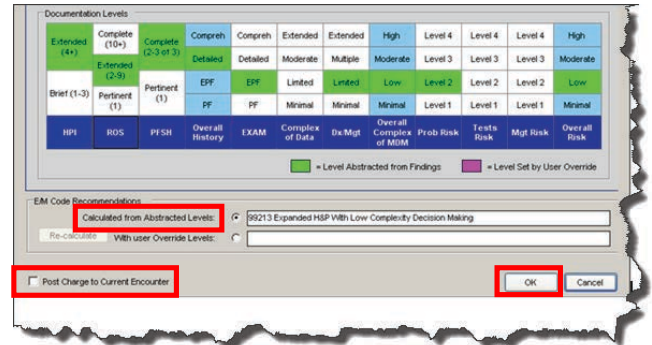 Documentation Levels
Extended (4+) Complete (10+) Complete (2-3 of 3) Compreh Compreh Extended Extended High Level 4 Level 4 Level 4 High
Extended (2-9) Detailed Detailed Moderate Multiple Moderate Level 3 Level 3 Level 3 Moderate
Brief (1-3) Pertinent (1) Pertinent (1) EPF EPF Limited Limited Low Level 2 Level 2 Level 2 Low
PF PF Minimal Minimal Minimal Level 1 Level 1 Level 1 Minimal
HPI ROS PFSH Overall History EXAM Complex of Data Dx/Mgt Overall Complex of MDM Prob Risk Tests Risk Mgt Risk Overall Risk
= Level Abstracted from Findings = Level Set by User Override
E/M Code Recommendations
Calculated from Abstracted Levels: 99213 Expanded H&P With Low Complexity Decision Making
Re-calculate With user Override Levels:
Post Charge to Current Encounter OK Cancel